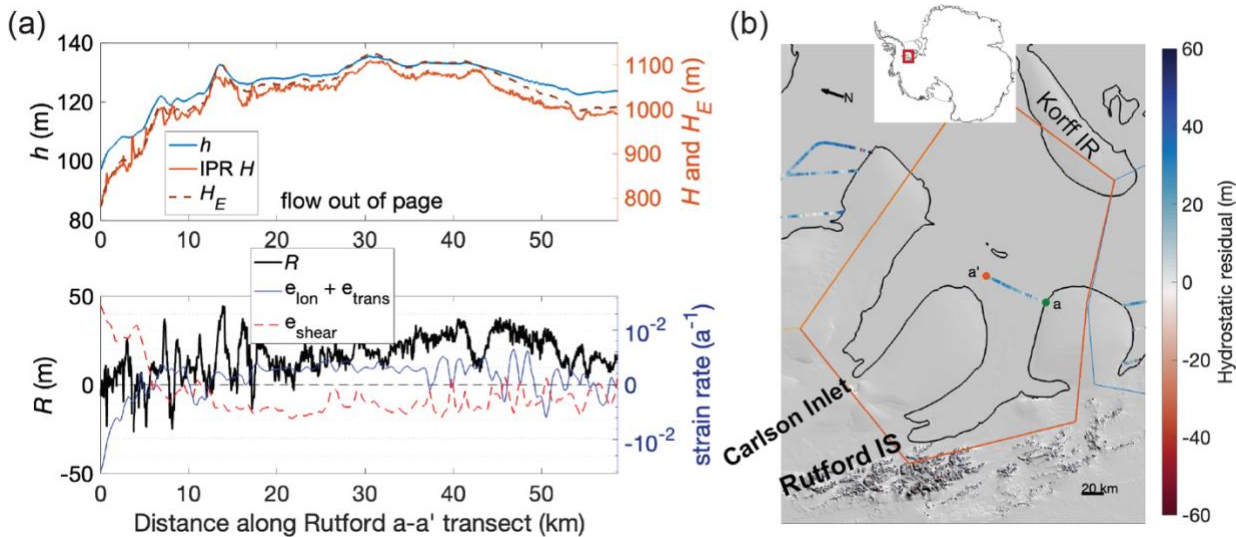 (a)
140
120
100
80
h (m)
1100
1000
900
800
H and H_E (m)
h
IPR H
H_E
flow out of page
0
10
20
30
40
50
R
e_lon + e_trans
e_shear
50
0
-50
R (m)
10^-2
0
-10^-2
strain rate (a^-1)
0
10
20
30
40
50
Distance along Rutford a-a' transect (km)
(b)
N
Korff IR
a'
a
Carlson Inlet
Rutford IS
20 km
60
40
20
0
-20
-40
-60
Hydrostatic residual (m)